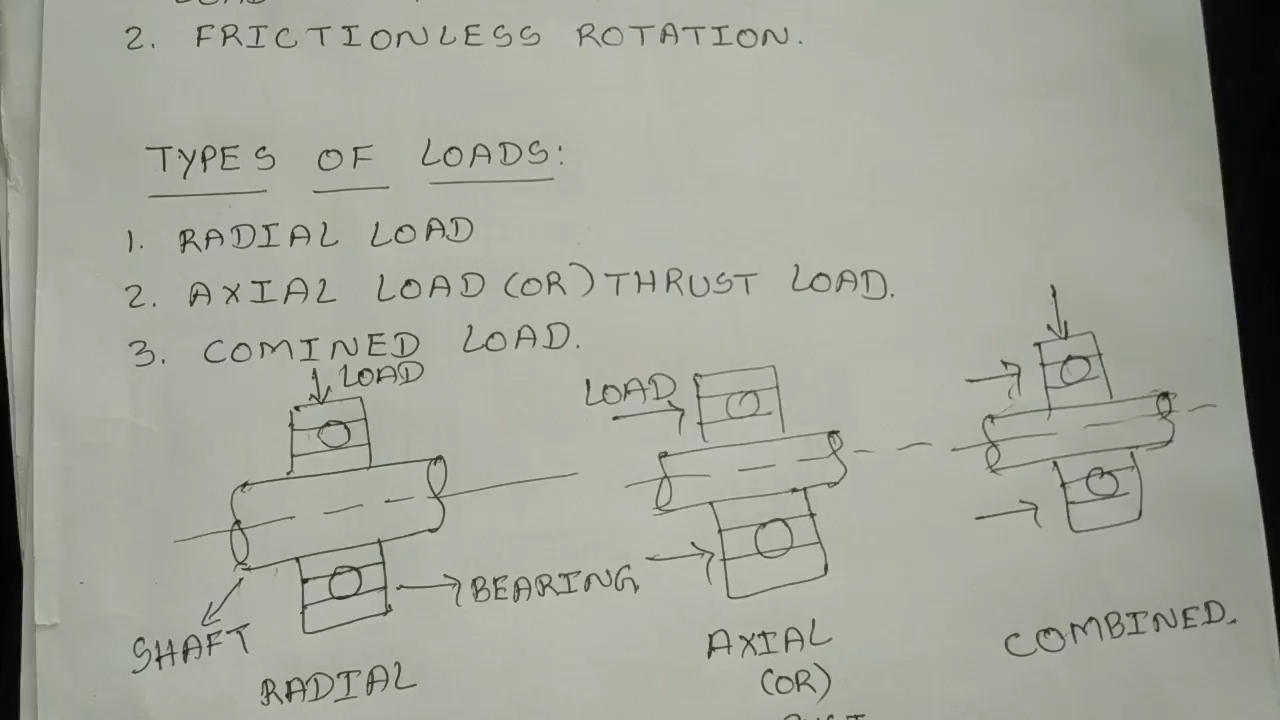 2. FRICTIONLESS ROTATION.
TYPES OF LOADS:
1. RADIAL LOAD
2. AXIAL LOAD (OR) THRUST LOAD.
3. COMINED LOAD.
LOAD
LOAD
BEARING
SHAFT
RADIAL
AXIAL
(OR)
COMBINED.